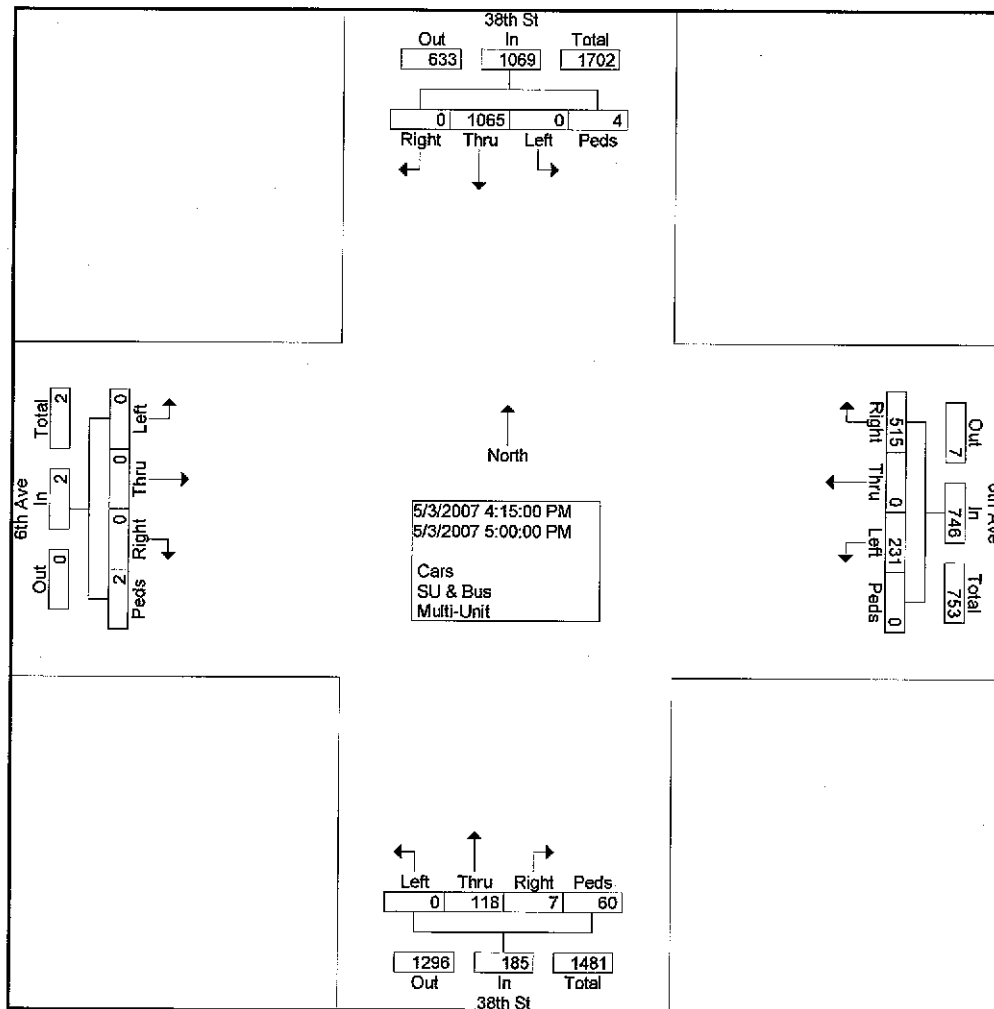 38th St
Out In Total
633 1069 1702
0 1065 0 4
Right Thru Left Peds
North
5/3/2007 4:15:00 PM
5/3/2007 5:00:00 PM
Cars
SU & Bus
Multi-Unit
6th Ave
Total In Out
2 2 0
0 0 0 2
Left Thru Right Peds
Ave
Out In Total
7 746 753
515 0 231 0
Right Thru Left Peds
Left Thru Right Peds
0 118 7 60
1296 185 1481
Out In Total
38th St